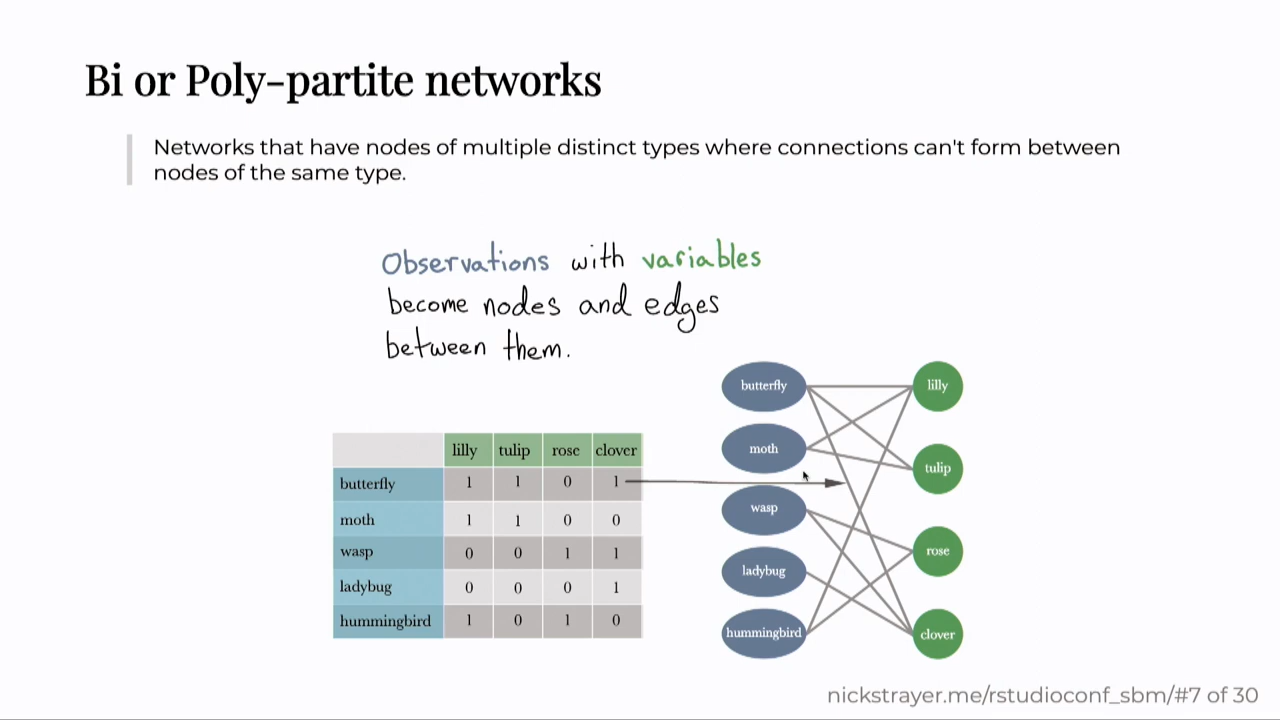 Bi or Poly-partite networks
Networks that have nodes of multiple distinct types where connections can't form between
nodes of the same type.
Observations with variables
become nodes and edges
between them.
lilly tulip rose clover
butterfly 1 1 0 1
moth 1 1 0 0
wasp 0 0 1 1
ladybug 0 0 0 1
hummingbird 1 0 1 0
butterfly
moth
wasp
ladybug
hummingbird
lilly
tulip
rose
clover
nickstrayer.me/rstudioconf_sbm/#7 of 30